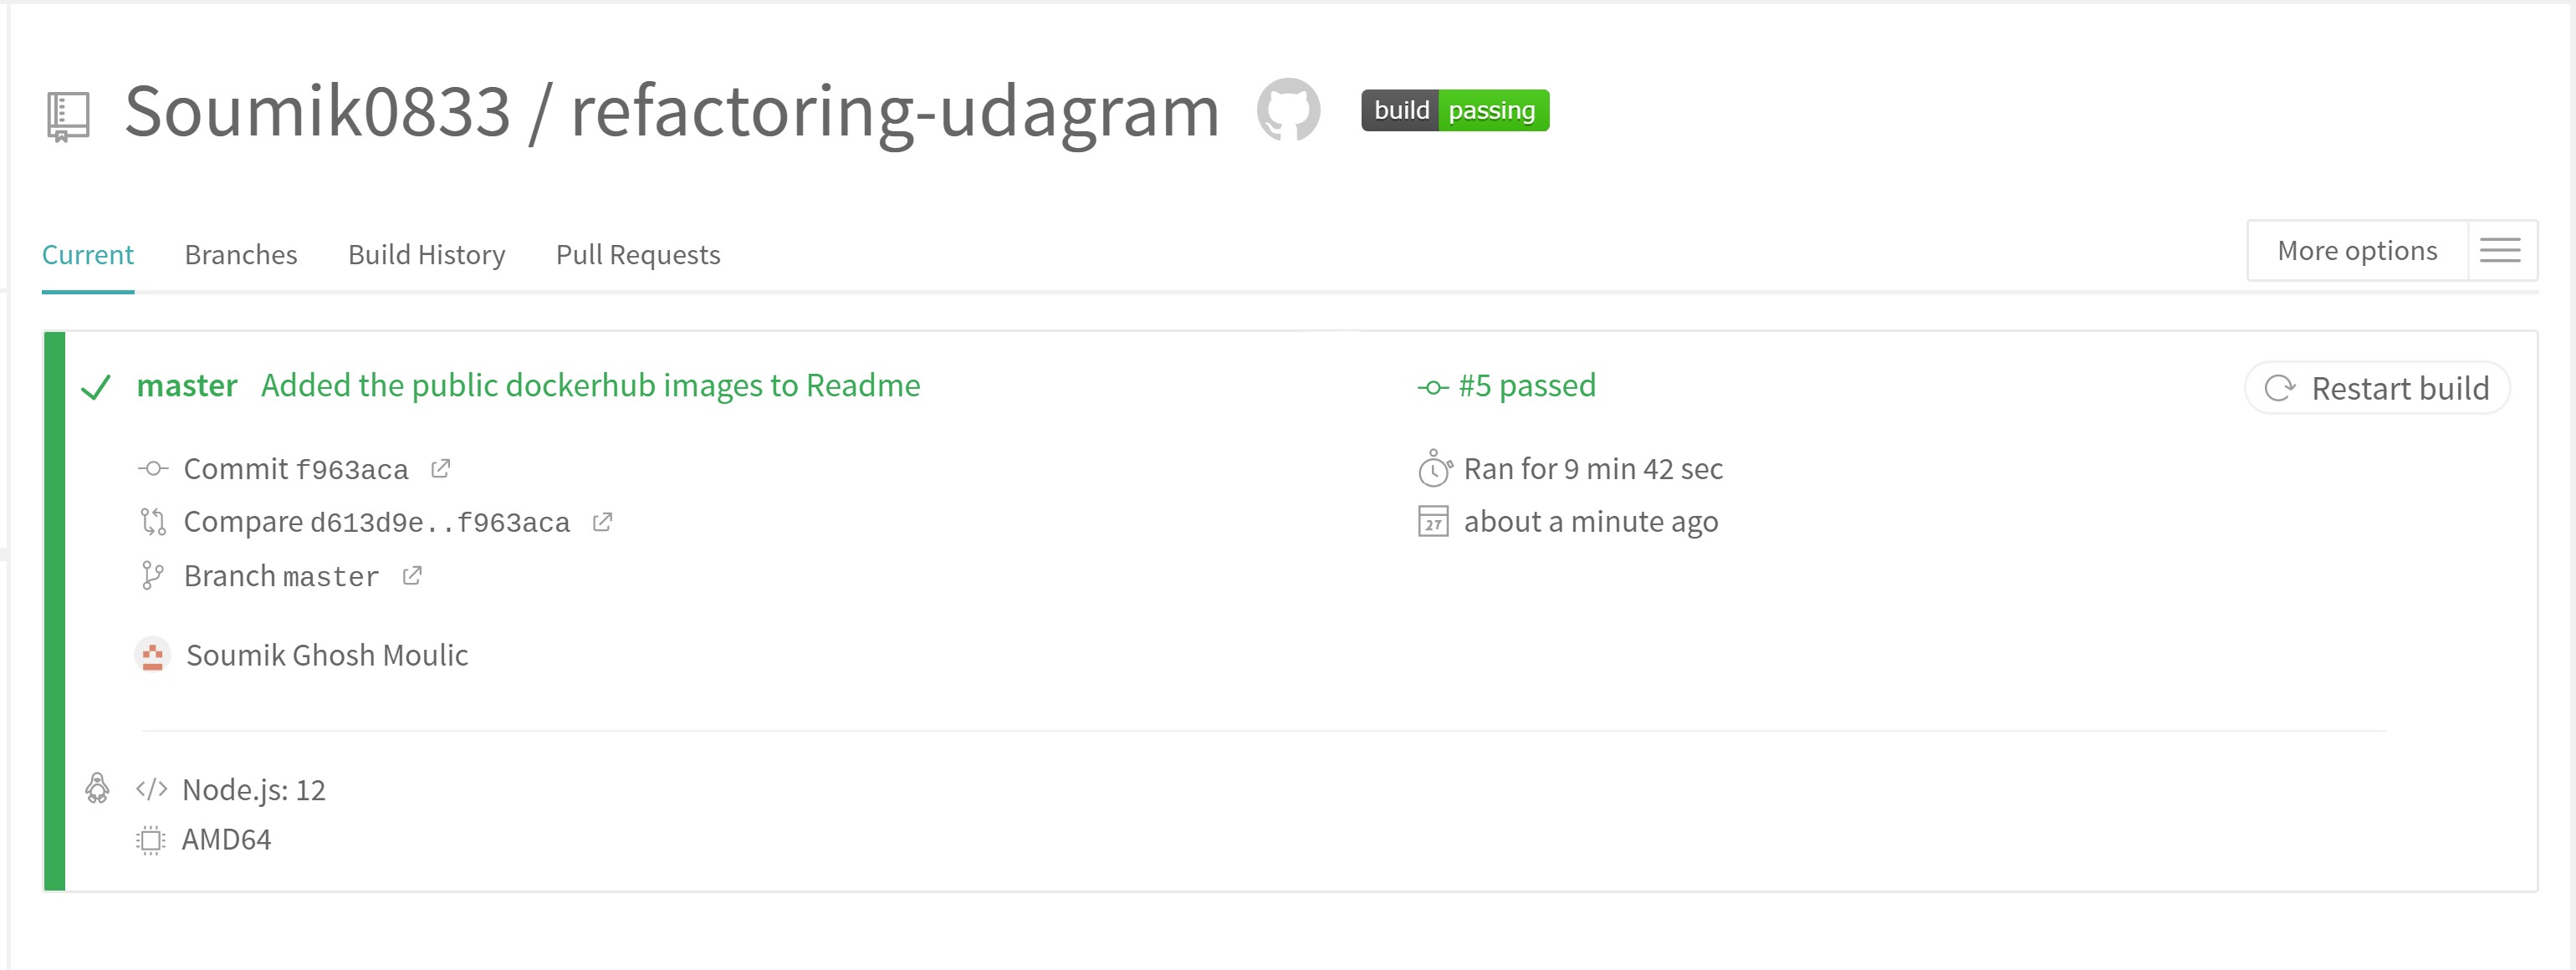 Soumik0833 / refactoring-udagram build passing
Current Branches Build History Pull Requests More options
master Added the public dockerhub images to Readme
#5 passed
Restart build
Commit f963aca
Ran for 9 min 42 sec
Compare d613d9e..f963aca
27 about a minute ago
Branch master
Soumik Ghosh Moulic
</> Node.js: 12
AMD64